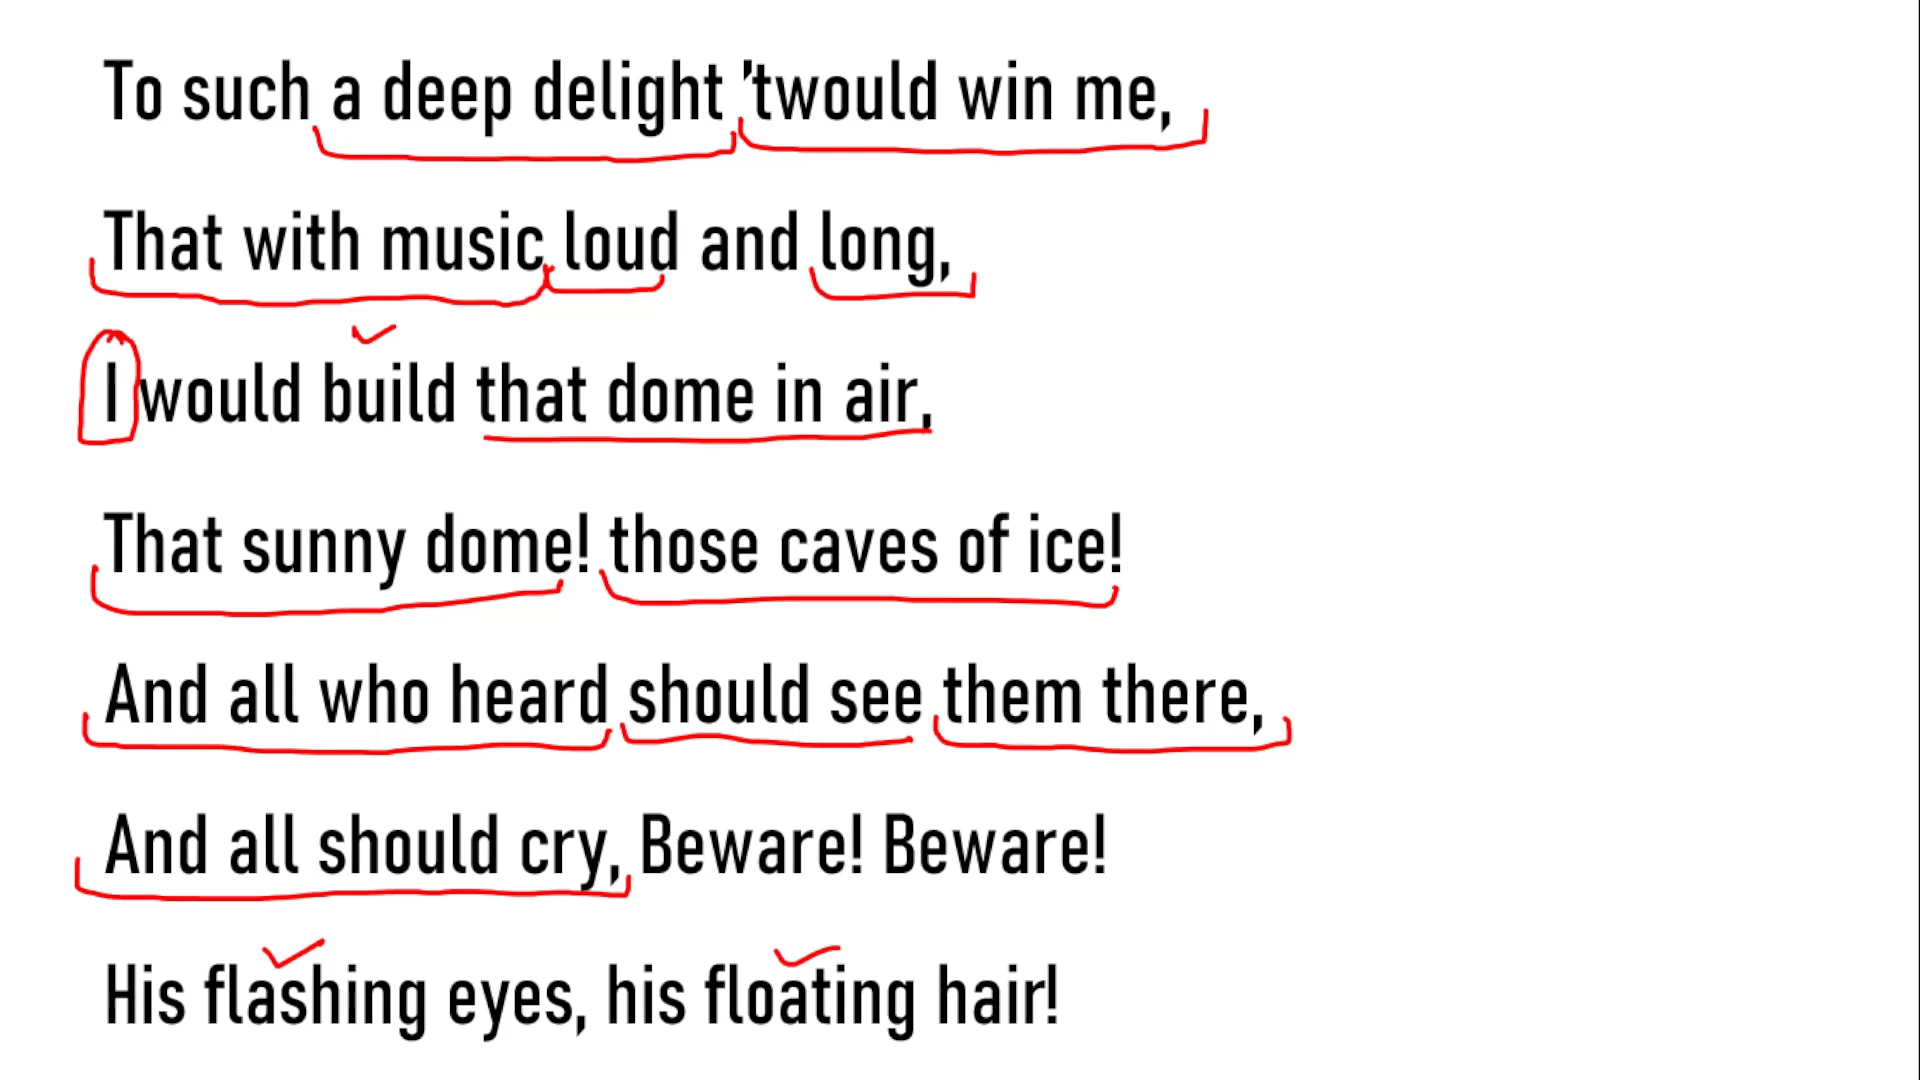 To such a deep delight 'twould win me,
That with music loud and long,
I would build that dome in air,
That sunny dome! those caves of ice!
And all who heard should see them there,
And all should cry, Beware! Beware!
His flashing eyes, his floating hair!